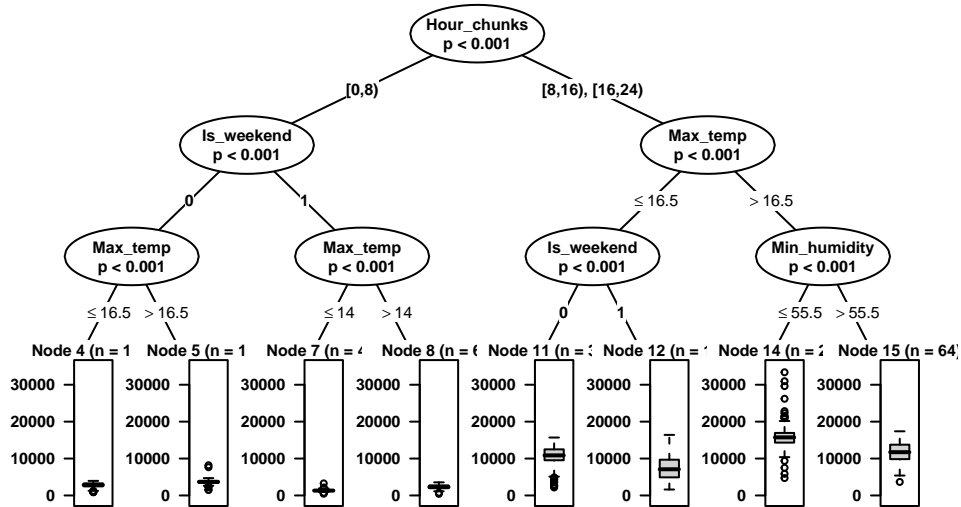 Hour_chunks
p < 0.001
[0,8)
[8,16), [16,24)
Is_weekend
p < 0.001
Max_temp
p < 0.001
0
1
≤ 16.5
> 16.5
Max_temp
p < 0.001
Max_temp
p < 0.001
Is_weekend
p < 0.001
Min_humidity
p < 0.001
≤ 16.5
> 16.5
≤ 14
> 14
0
1
≤ 55.5
> 55.5
Node 4 (n = 1
Node 5 (n = 1
Node 7 (n =
Node 8 (n =
Node 11 (n =
Node 12 (n =
Node 14 (n =
Node 15 (n = 64)
30000
30000
30000
30000
30000
30000
30000
30000
20000
20000
20000
20000
20000
20000
20000
20000
10000
10000
10000
10000
10000
10000
10000
10000
0
0
0
0
0
0
0
0